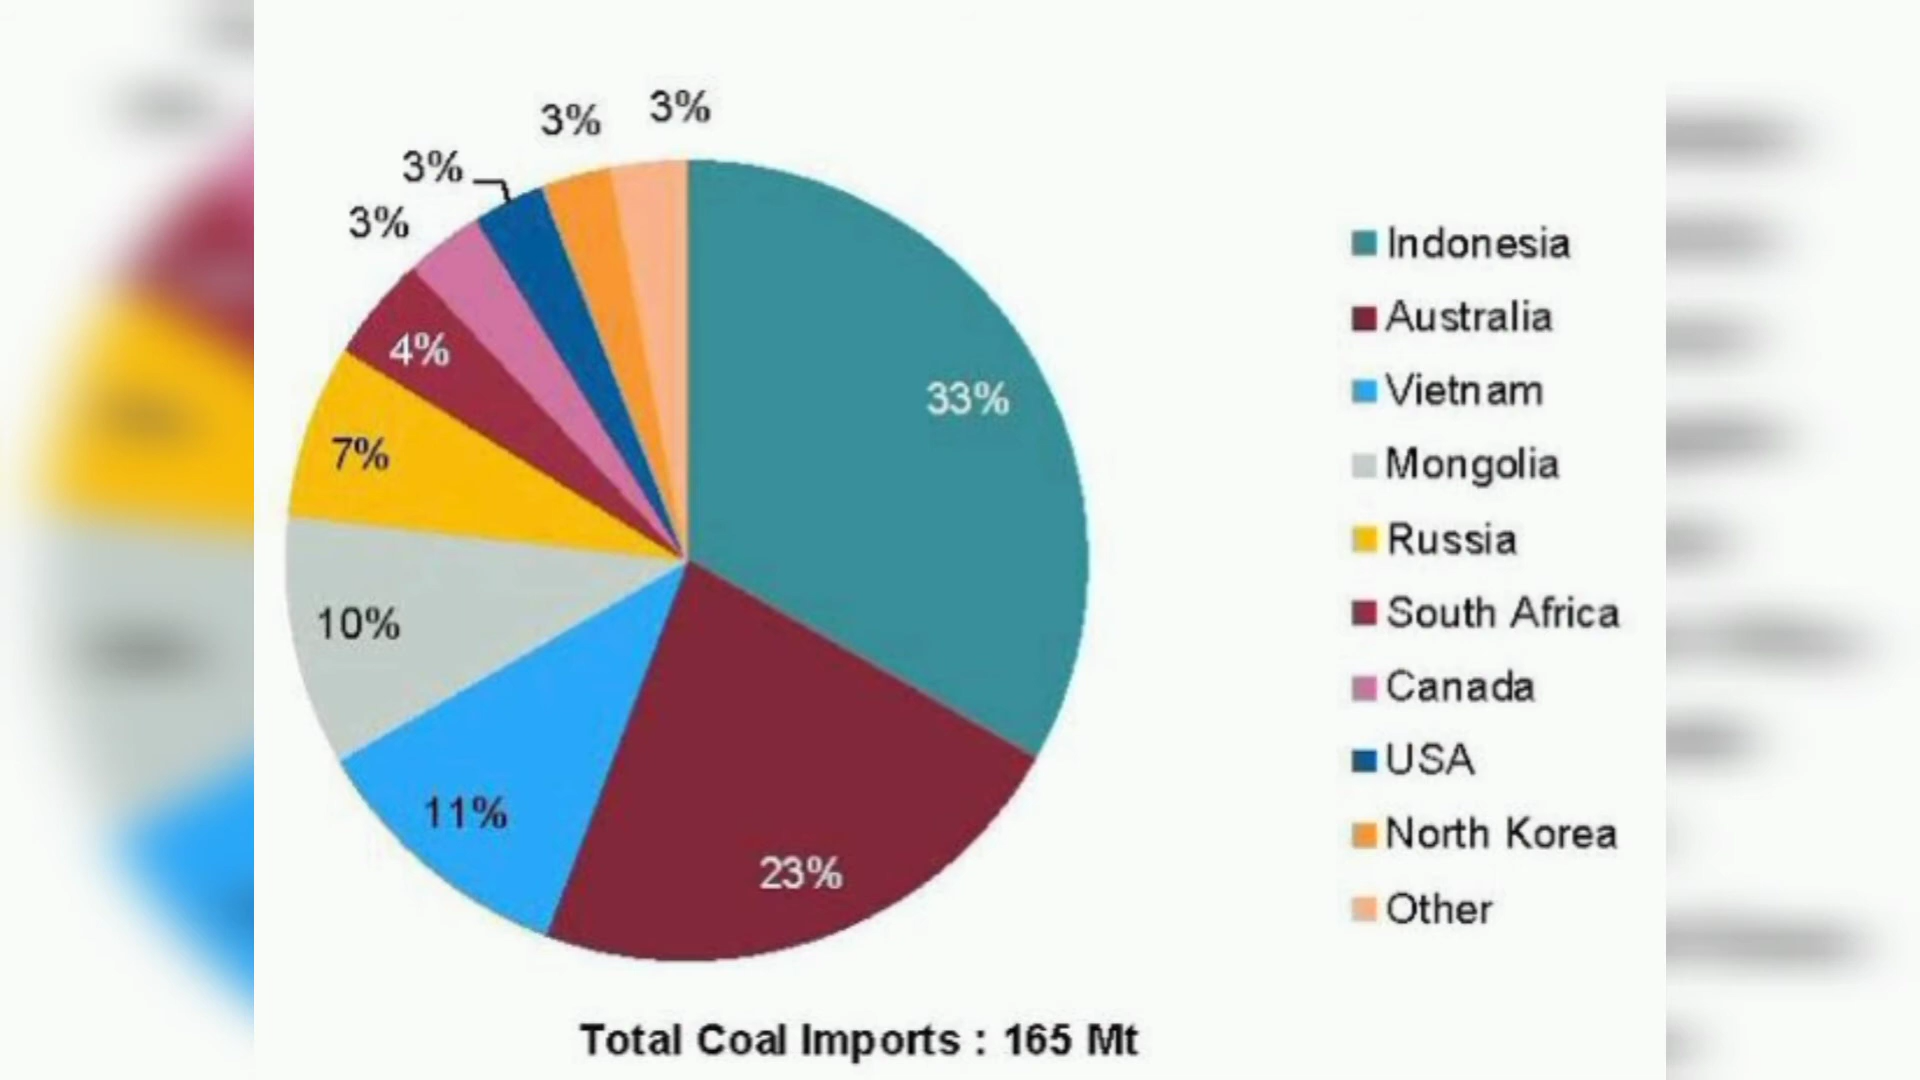 3%
3%
3%
3%
4%
33%
7%
10%
11%
23%
Indonesia
Australia
Vietnam
Mongolia
Russia
South Africa
Canada
USA
North Korea
Other
Total Coal Imports : 165 Mt